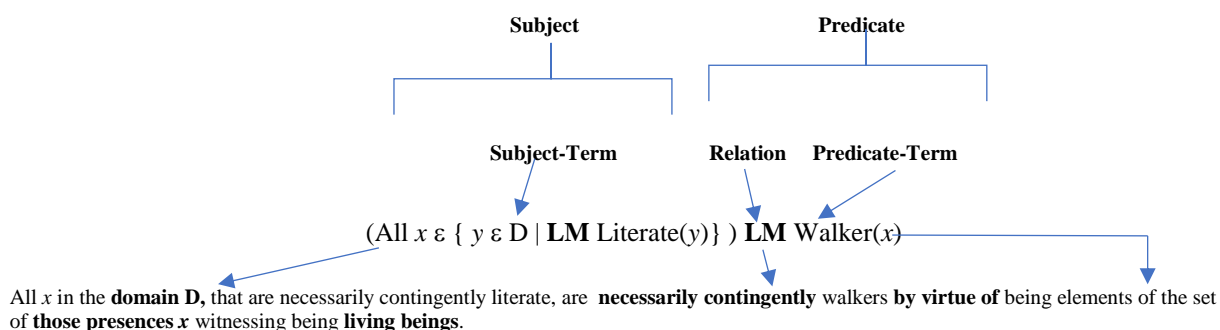 Subject Predicate
Subject-Term Relation Predicate-Term
(All x ε { y ε D | LM Literate(y)} ) LM Walker(x)
All x in the domain D, that are necessarily contingently literate, are necessarily contingently walkers by virtue of being elements of the set
of those presences x witnessing being living beings.